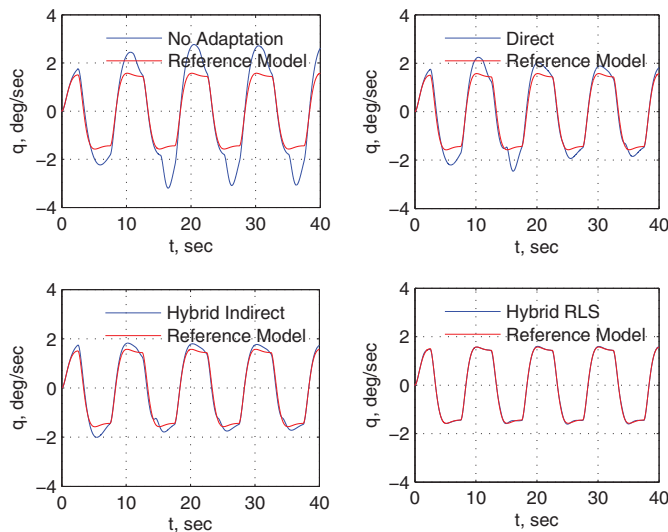 4
2
0
−2
−4
q, deg/sec
No Adaptation
Reference Model
0 10 20 30 40
t, sec
4
2
0
−2
−4
q, deg/sec
Direct
Reference Model
0 10 20 30 40
t, sec
4
2
0
−2
−4
q, deg/sec
Hybrid Indirect
Reference Model
0 10 20 30 40
t, sec
4
2
0
−2
−4
q, deg/sec
Hybrid RLS
Reference Model
0 10 20 30 40
t, sec